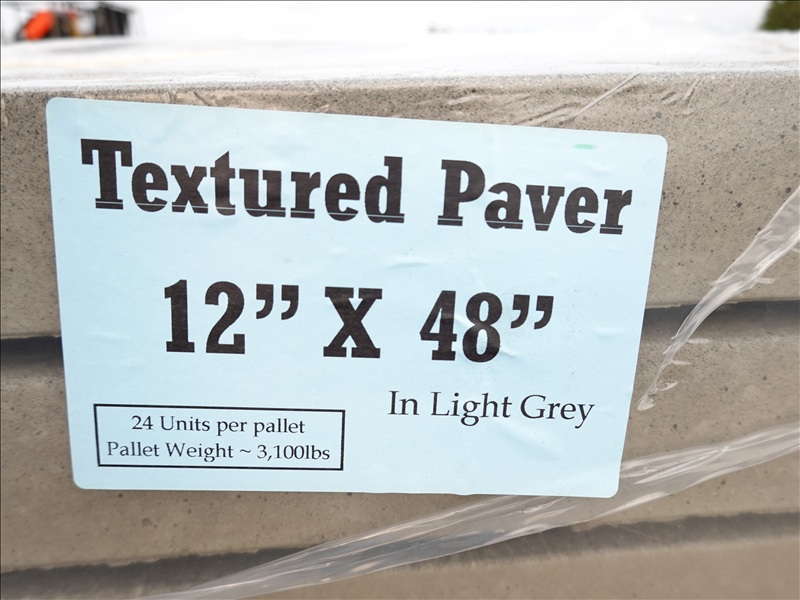 Textured Paver
12” X 48”
In Light Grey
24 Units per pallet
Pallet Weight ~ 3,100lbs